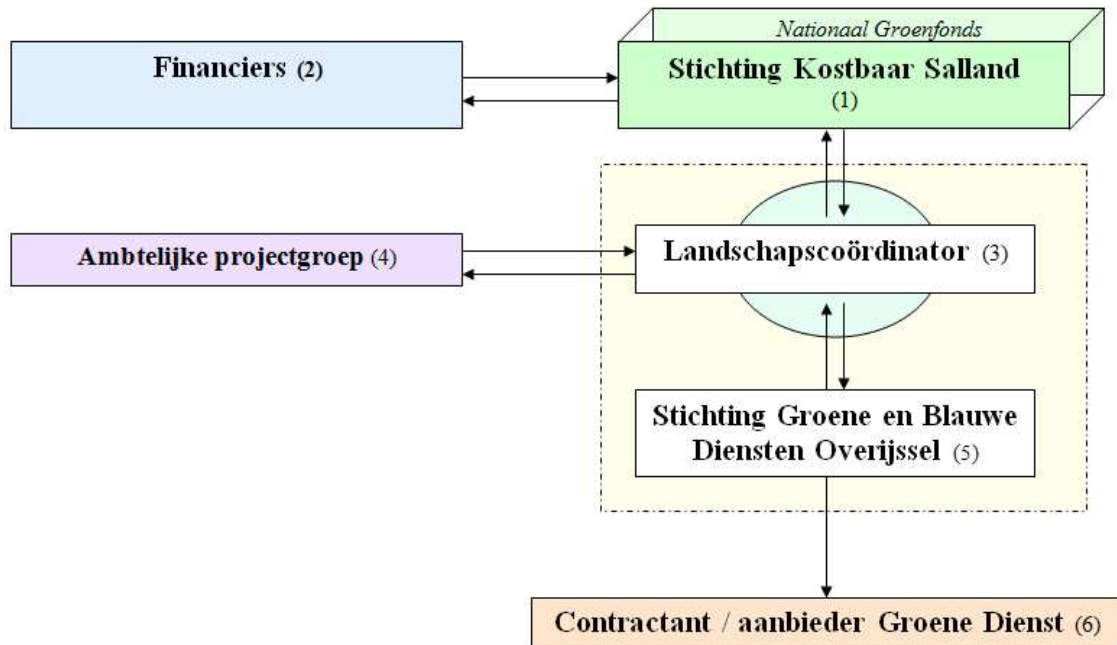 Nationaal Groenfonds
Financiers (2)
Stichting Kostbaar Salland
(1)
Ambtelijke projectgroep (4)
Landschapscoördinator (3)
Stichting Groene en Blauwe
Diensten Overijssel (5)
Contractant / aanbieder Groene Dienst (6)